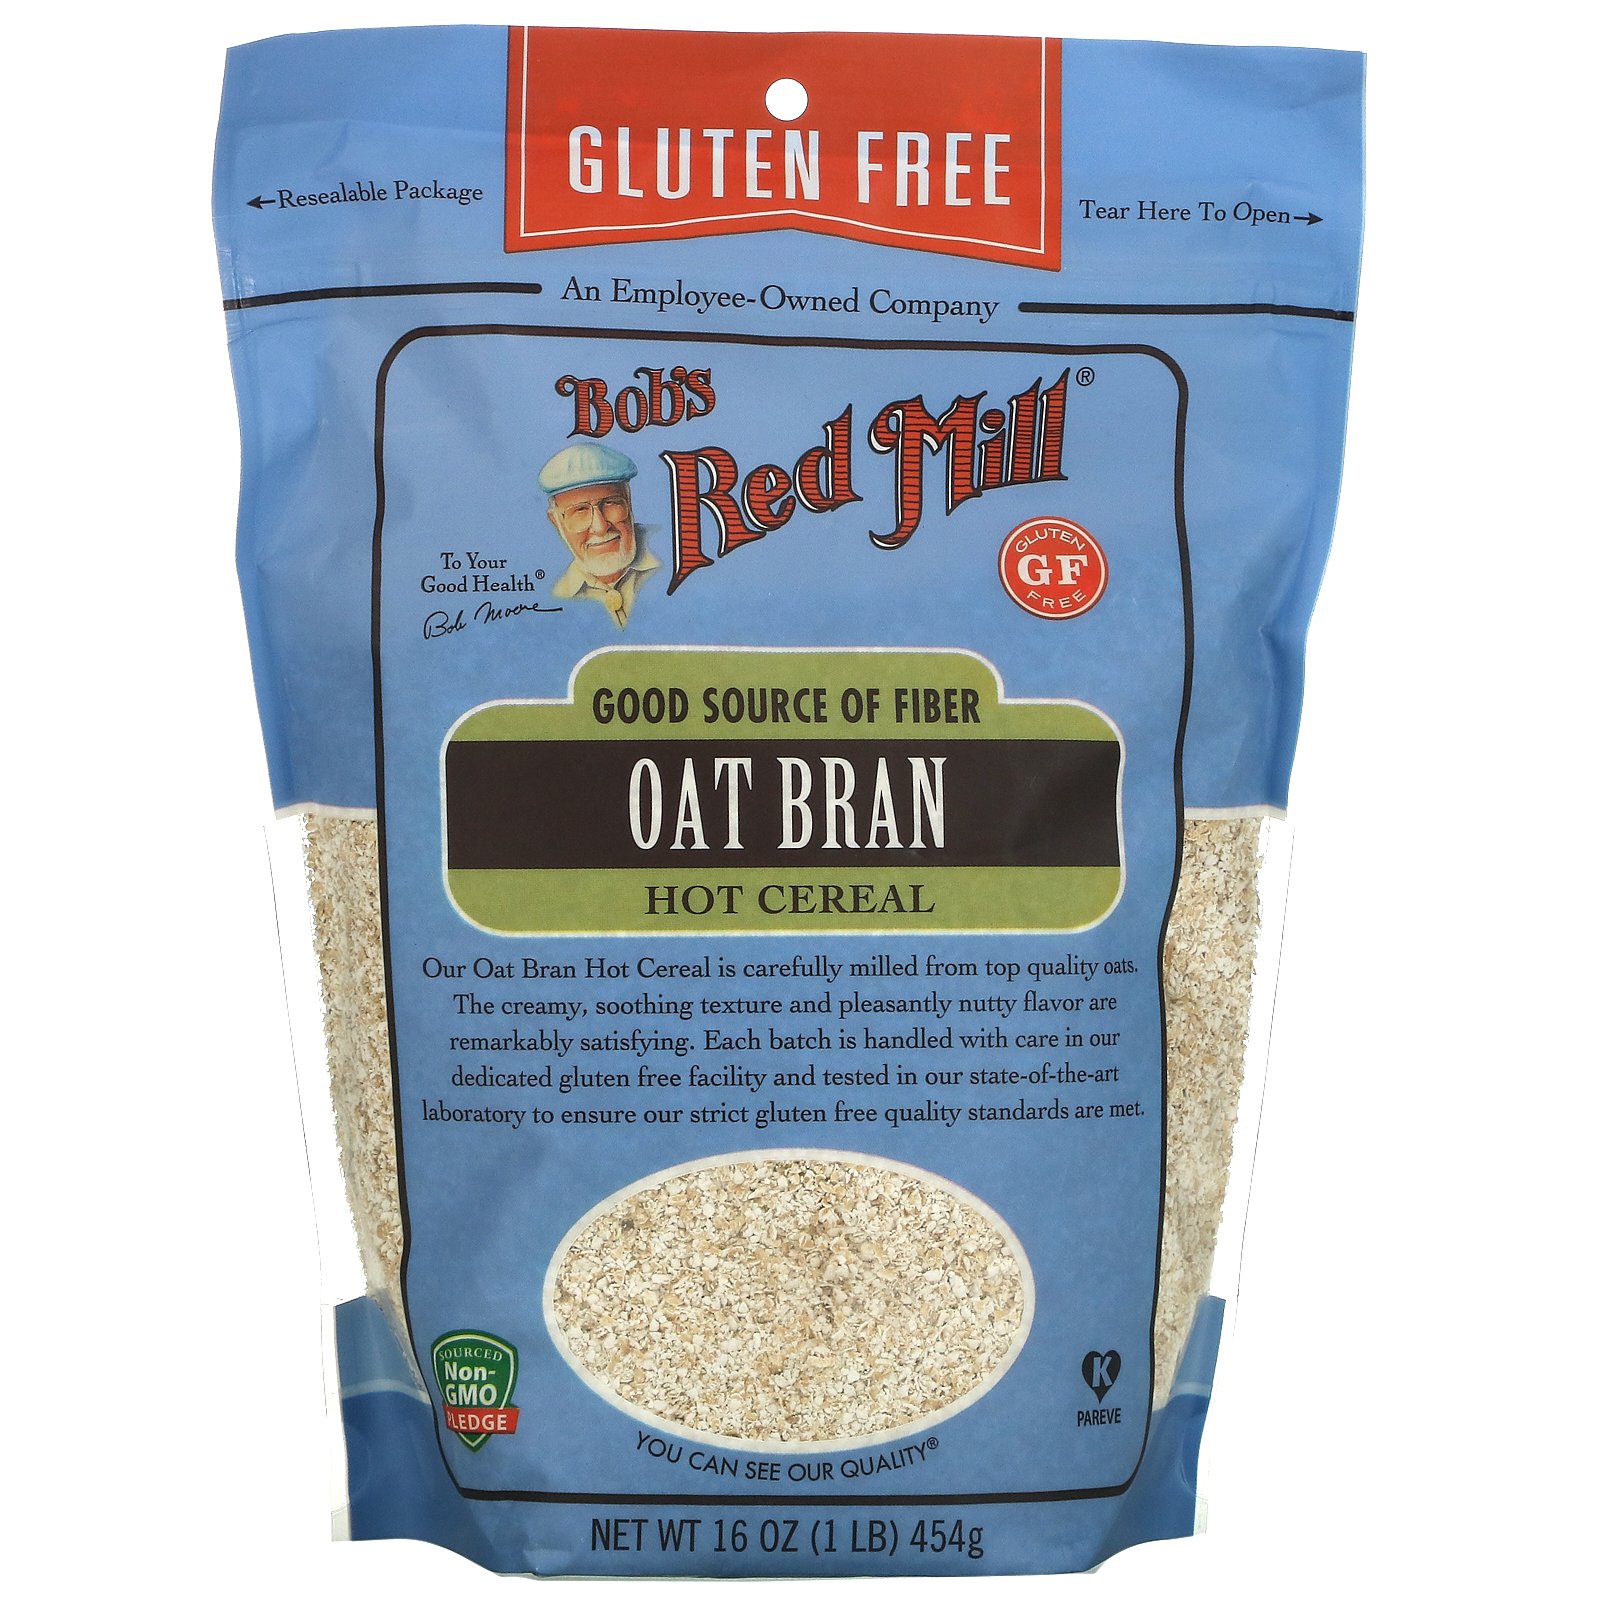 GLUTEN FREE
←Resealable Package
Tear Here To Open→
An Employee-Owned Company
Bob's
Red Mill®
To Your
Good Health®
Bob Moore
GLUTEN
GF
FREE
GOOD SOURCE OF FIBER
OAT BRAN
HOT CEREAL
Our Oat Bran Hot Cereal is carefully milled from top quality oats.
The creamy, soothing texture and pleasantly nutty flavor are
remarkably satisfying. Each batch is handled with care in our
dedicated gluten free facility and tested in our state-of-the-art
laboratory to ensure our strict gluten free quality standards are met.
SOURCED
Non-
GMO
PLEDGE
K
PAREVE
YOU CAN SEE OUR QUALITY®
NET WT 16 OZ (1 LB) 454g